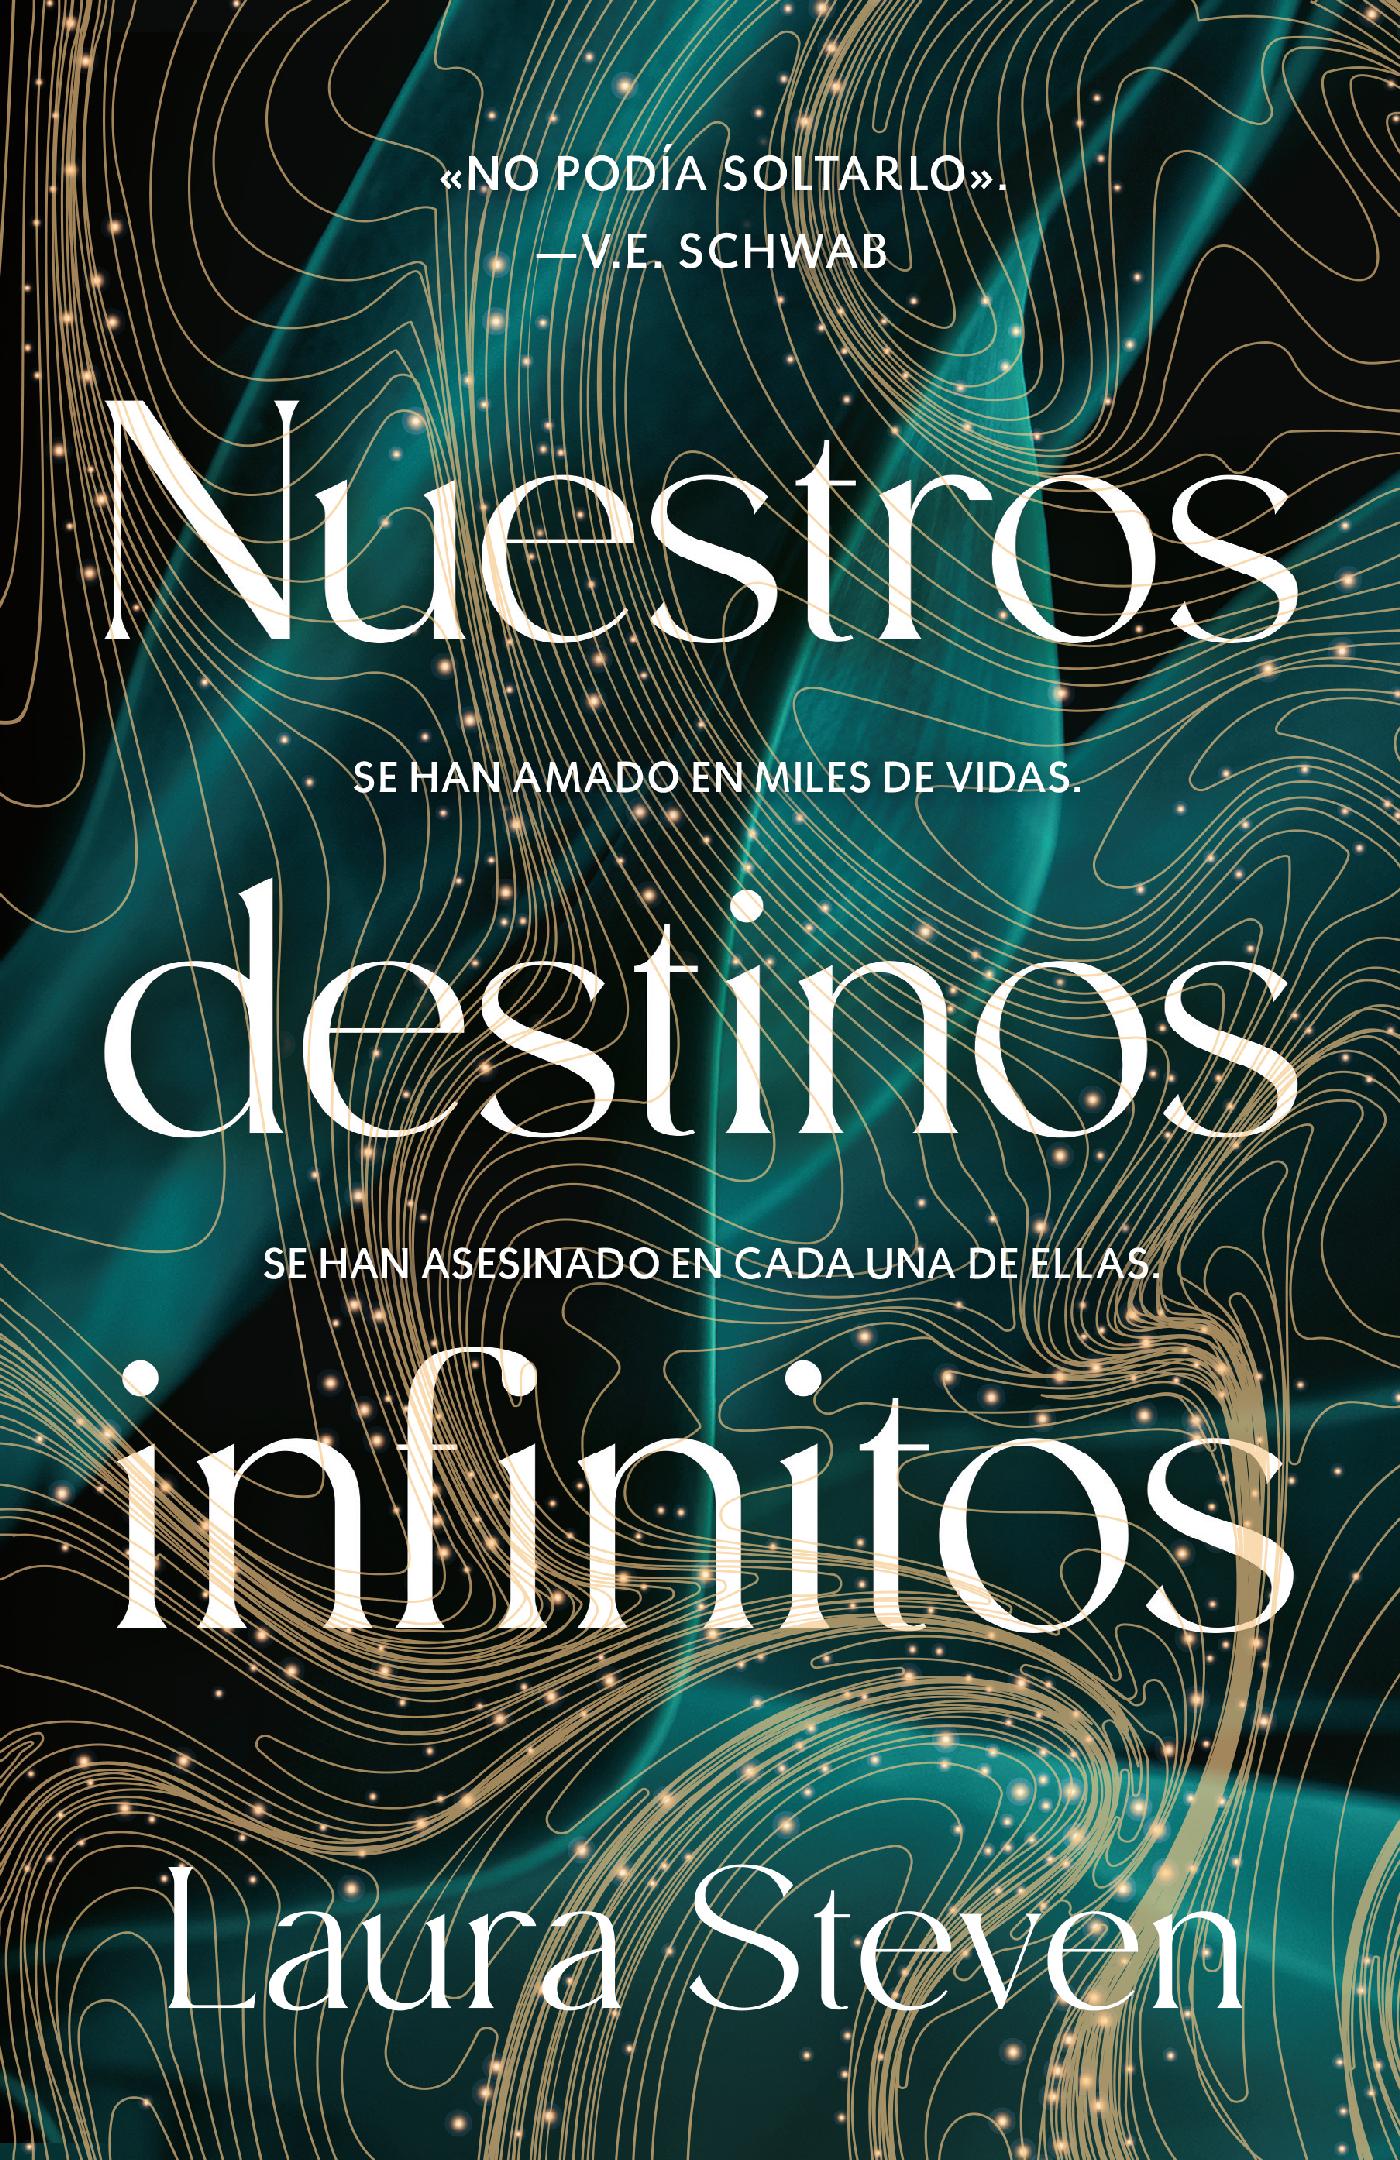 «NO PODÍA SOLTARLO».
—V.E. SCHWAB
Nuestros
SE HAN AMADO EN MILES DE VIDAS.
destinos
SE HAN ASESINADO EN CADA UNA DE ELLAS.
infinitos
Laura Steven